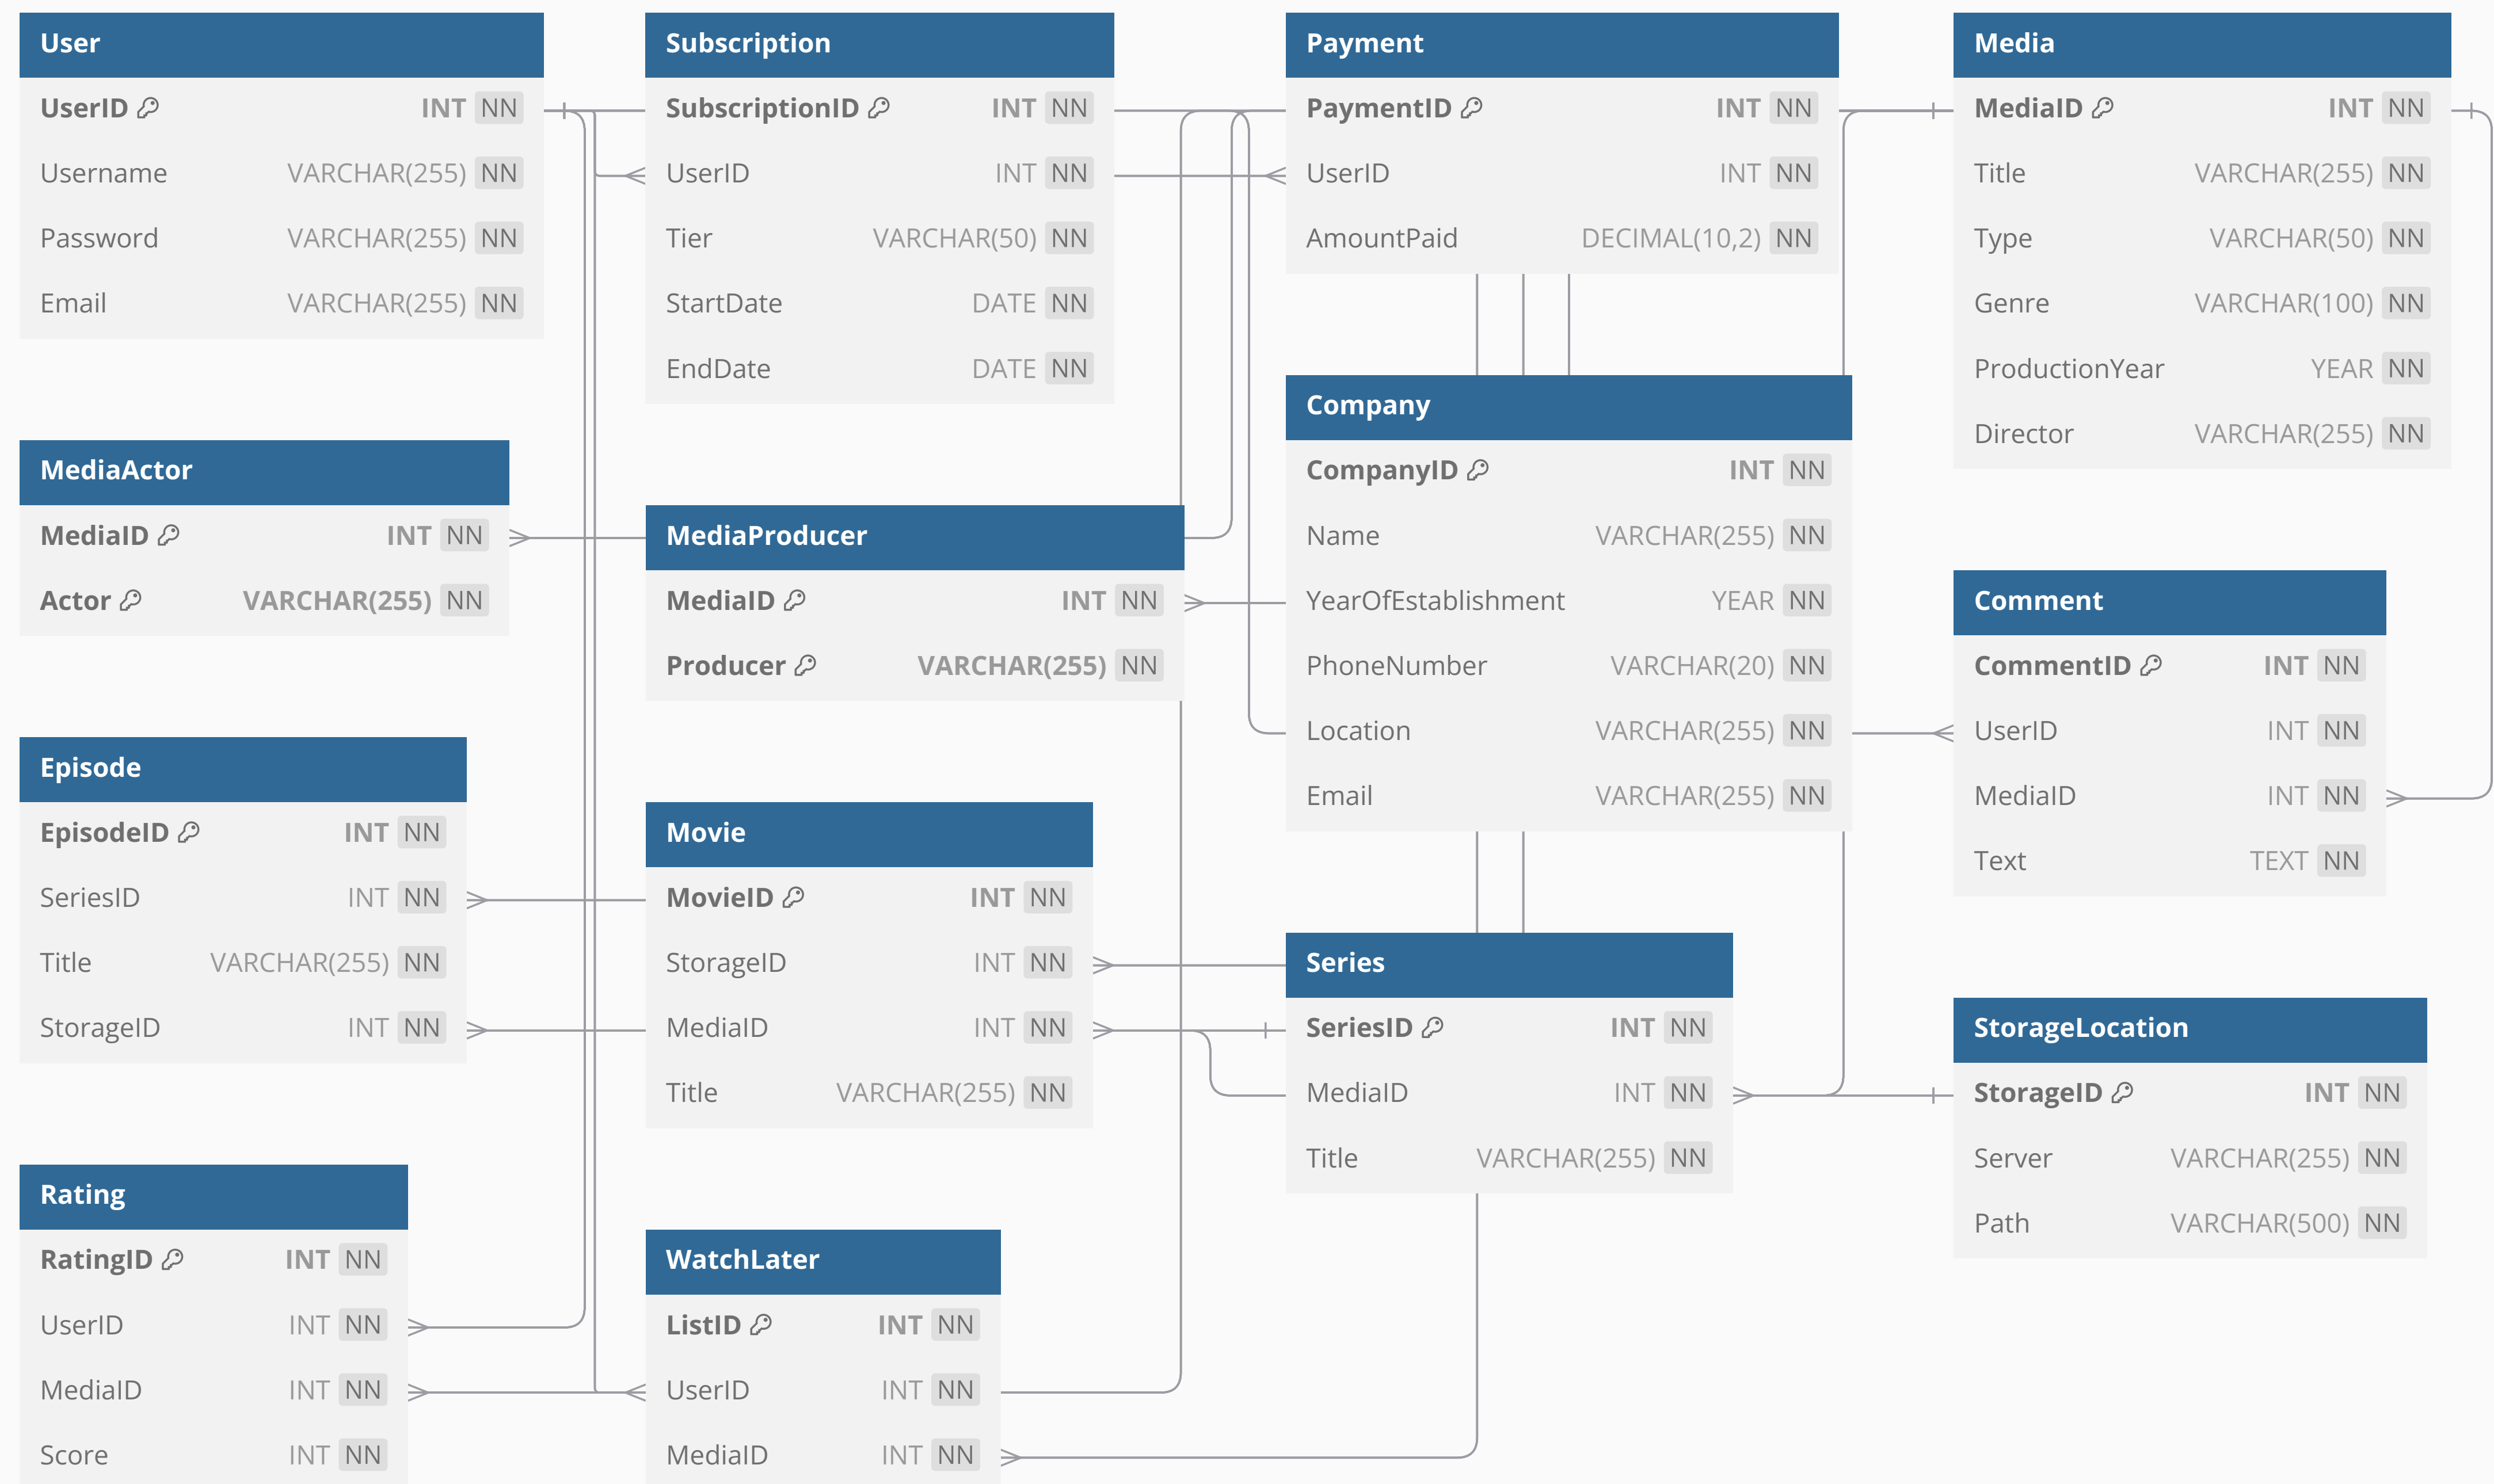 User
UserID INT NN
Username VARCHAR(255) NN
Password VARCHAR(255) NN
Email VARCHAR(255) NN
Subscription
SubscriptionID INT NN
UserID INT NN
Tier VARCHAR(50) NN
StartDate DATE NN
EndDate DATE NN
Payment
PaymentID INT NN
UserID INT NN
AmountPaid DECIMAL(10,2) NN
Media
MediaID INT NN
Title VARCHAR(255) NN
Type VARCHAR(50) NN
Genre VARCHAR(100) NN
ProductionYear YEAR NN
Director VARCHAR(255) NN
MediaActor
MediaID INT NN
Actor VARCHAR(255) NN
MediaProducer
MediaID INT NN
Producer VARCHAR(255) NN
Company
CompanyID INT NN
Name VARCHAR(255) NN
YearOfEstablishment YEAR NN
PhoneNumber VARCHAR(20) NN
Location VARCHAR(255) NN
Email VARCHAR(255) NN
Comment
CommentID INT NN
UserID INT NN
MediaID INT NN
Text TEXT NN
Episode
EpisodeID INT NN
SeriesID INT NN
Title VARCHAR(255) NN
StorageID INT NN
Movie
MovieID INT NN
StorageID INT NN
MediaID INT NN
Title VARCHAR(255) NN
Series
SeriesID INT NN
MediaID INT NN
Title VARCHAR(255) NN
StorageLocation
StorageID INT NN
Server VARCHAR(255) NN
Path VARCHAR(500) NN
Rating
RatingID INT NN
UserID INT NN
MediaID INT NN
Score INT NN
WatchLater
ListID INT NN
UserID INT NN
MediaID INT NN